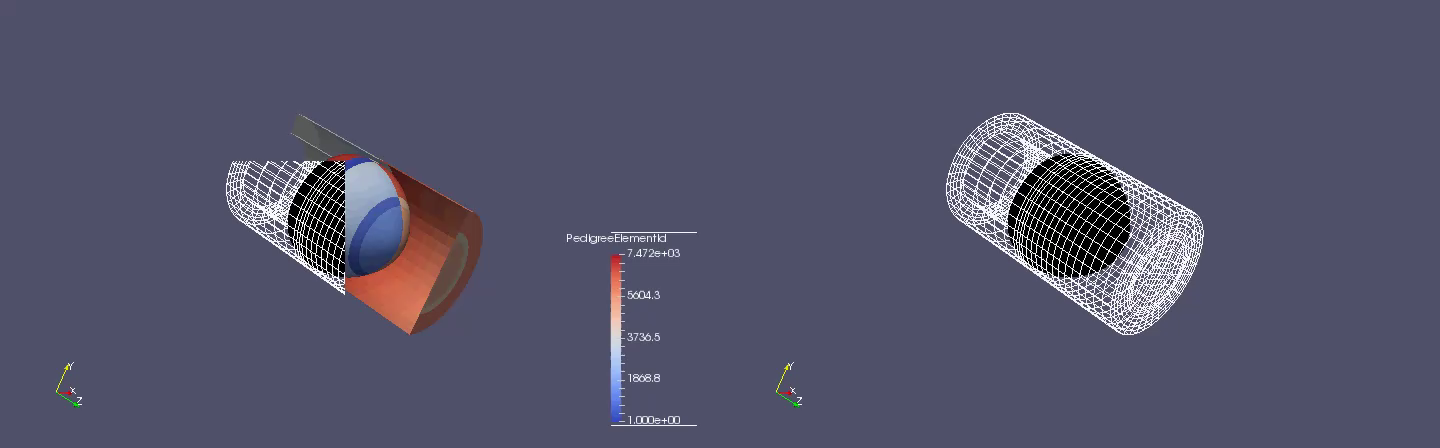 PedigreeElementId
7.472e+03
5604.3
3736.5
1868.8
1.000e+00
Y
X
Z
Y
X
Z